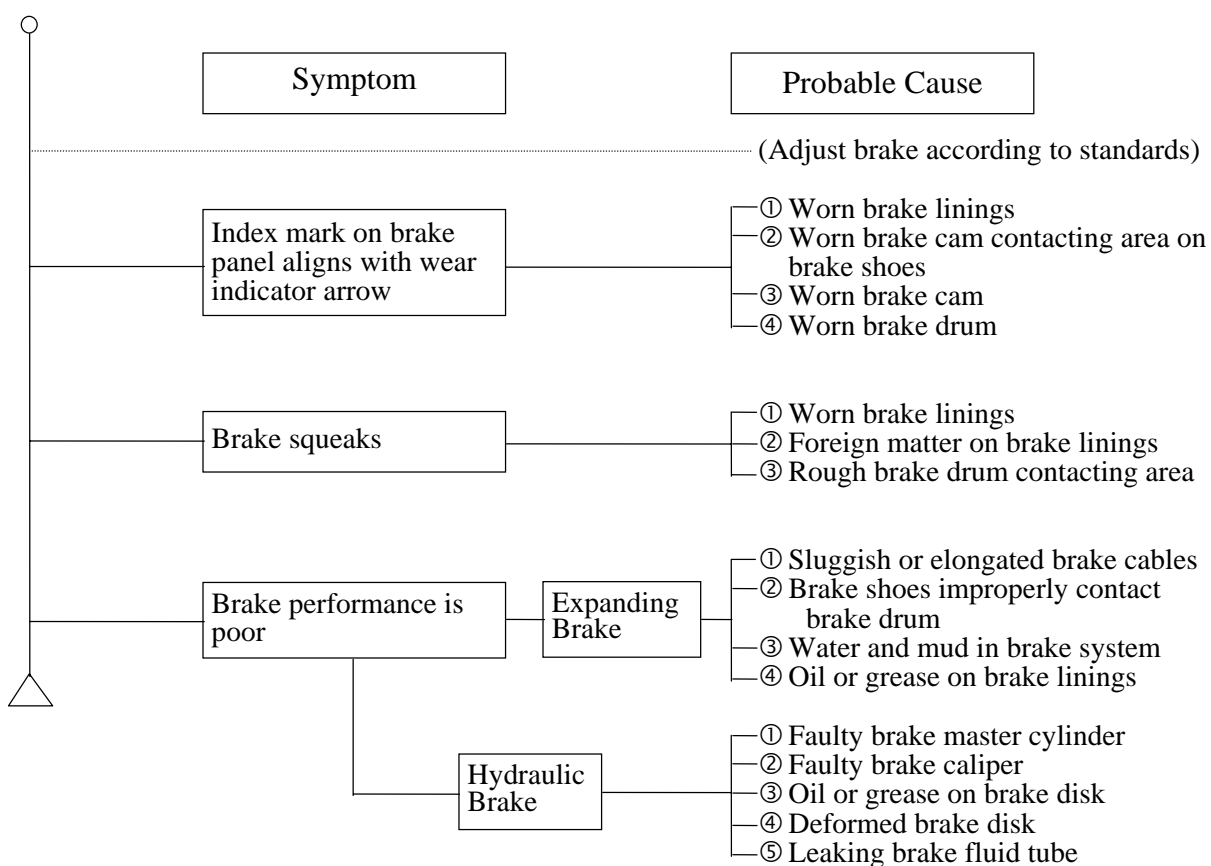 Symptom
Probable Cause
(Adjust brake according to standards)
Index mark on brake
panel aligns with wear
indicator arrow
① Worn brake linings
② Worn brake cam contacting area on
brake shoes
③ Worn brake cam
④ Worn brake drum
Brake squeaks
① Worn brake linings
② Foreign matter on brake linings
③ Rough brake drum contacting area
Brake performance is
poor
Expanding
Brake
① Sluggish or elongated brake cables
② Brake shoes improperly contact
brake drum
③ Water and mud in brake system
④ Oil or grease on brake linings
Hydraulic
Brake
① Faulty brake master cylinder
② Faulty brake caliper
③ Oil or grease on brake disk
④ Deformed brake disk
⑤ Leaking brake fluid tube